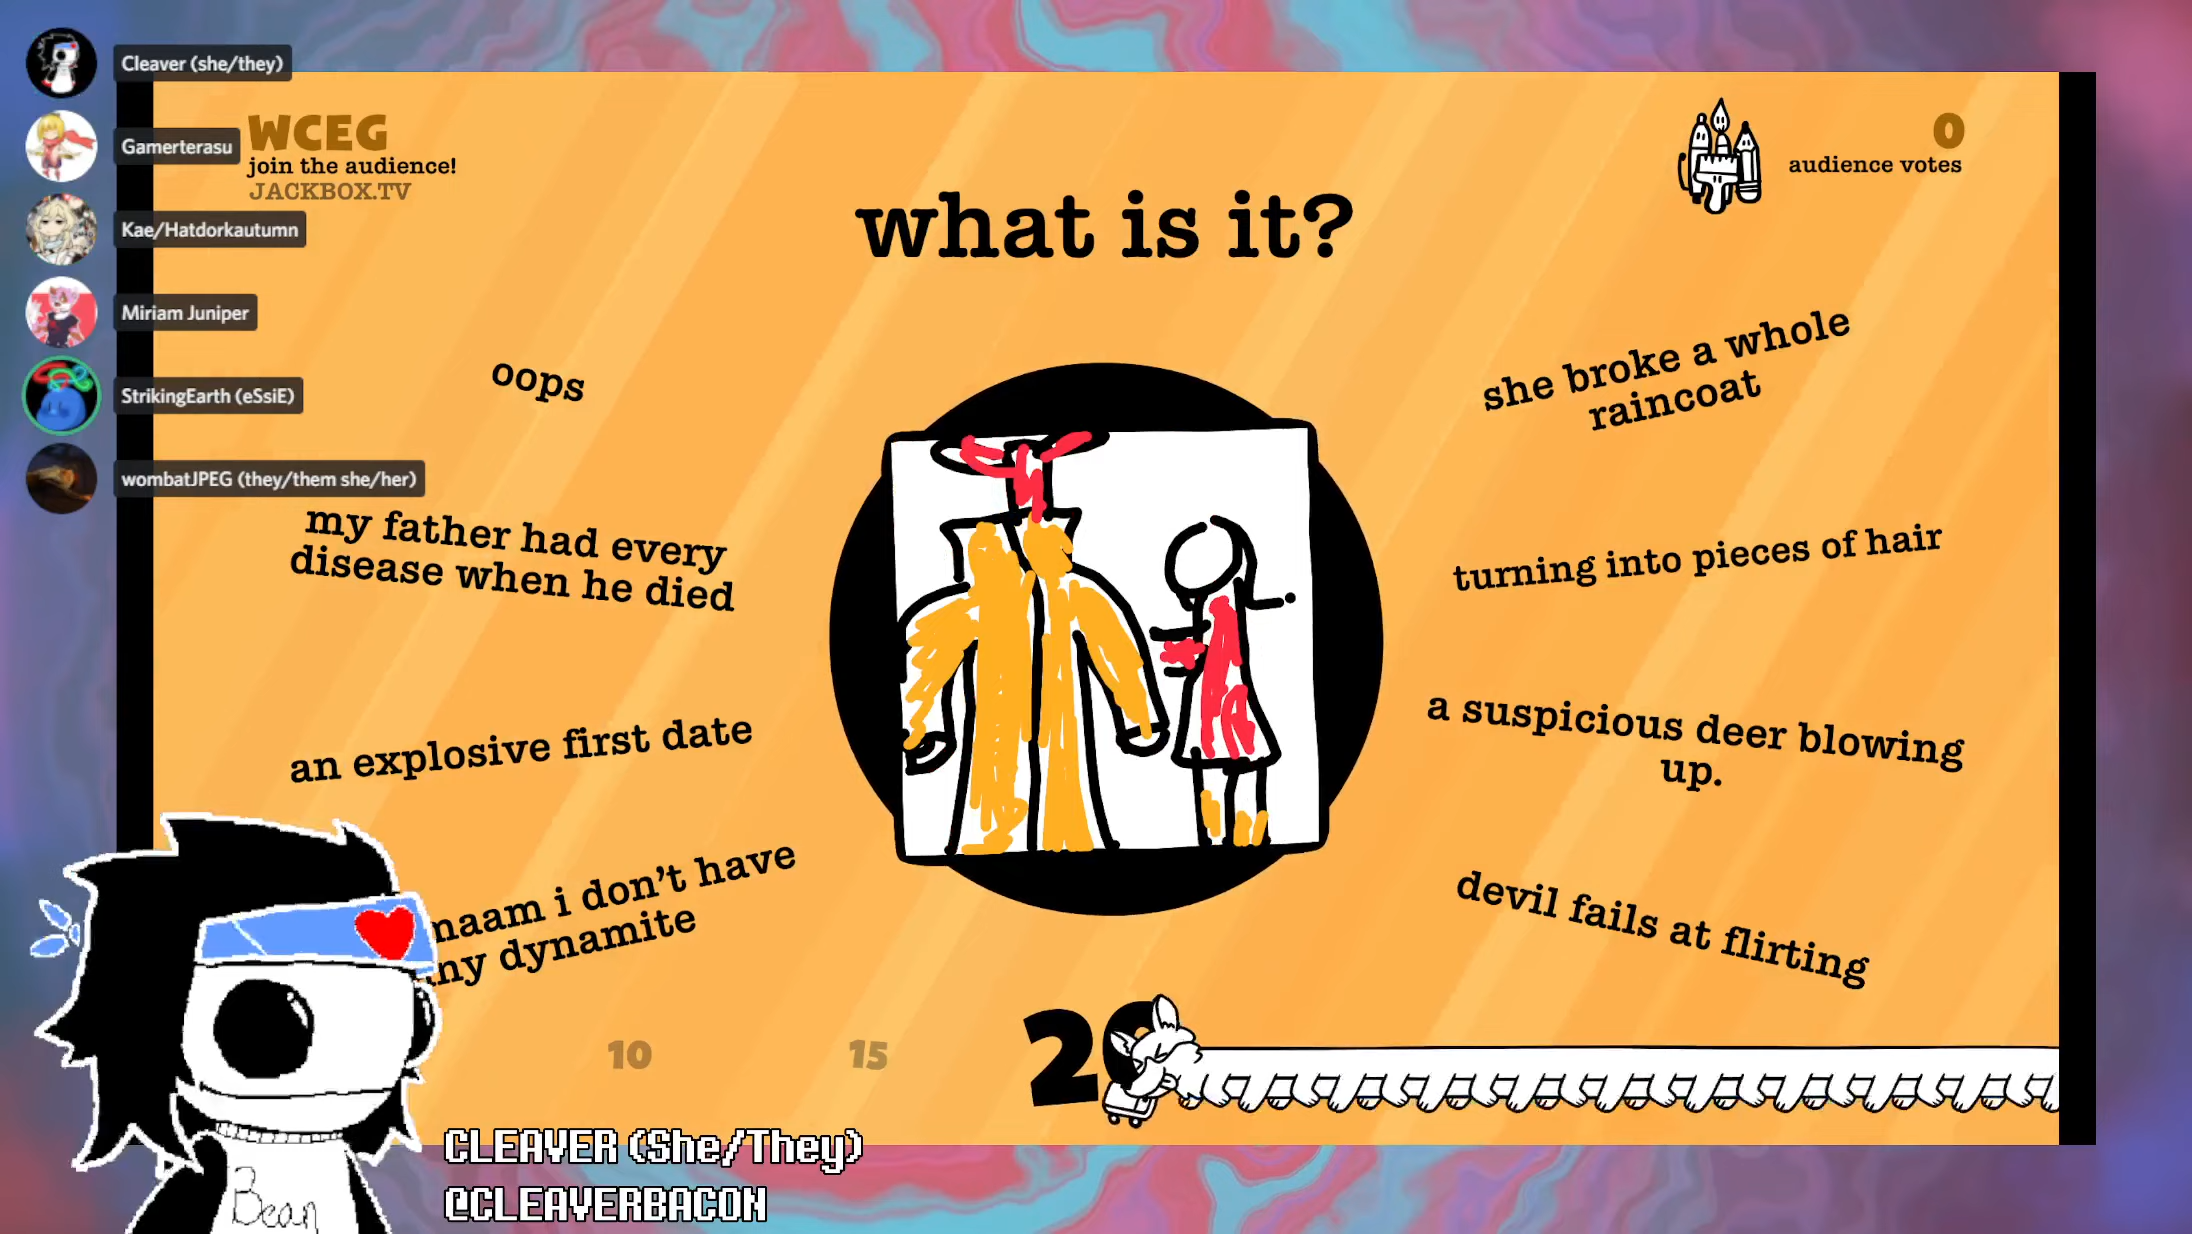 Cleaver (she/they)
Gamerterasu
Kae/Hatdorkautumn
Miriam Juniper
StrikingEarth (eSsiE)
wombatJPEG (they/them she/her)
WCEG
join the audience!
JACKBOX.TV
0
audience votes
what is it?
oops
my father had every
disease when he died
an explosive first date
maam i don't have
any dynamite
she broke a whole
raincoat
turning into pieces of hair
a suspicious deer blowing
up.
devil fails at flirting
10
15
20
Bean
CLEAVER (She/They)
@CLEAVERBACON